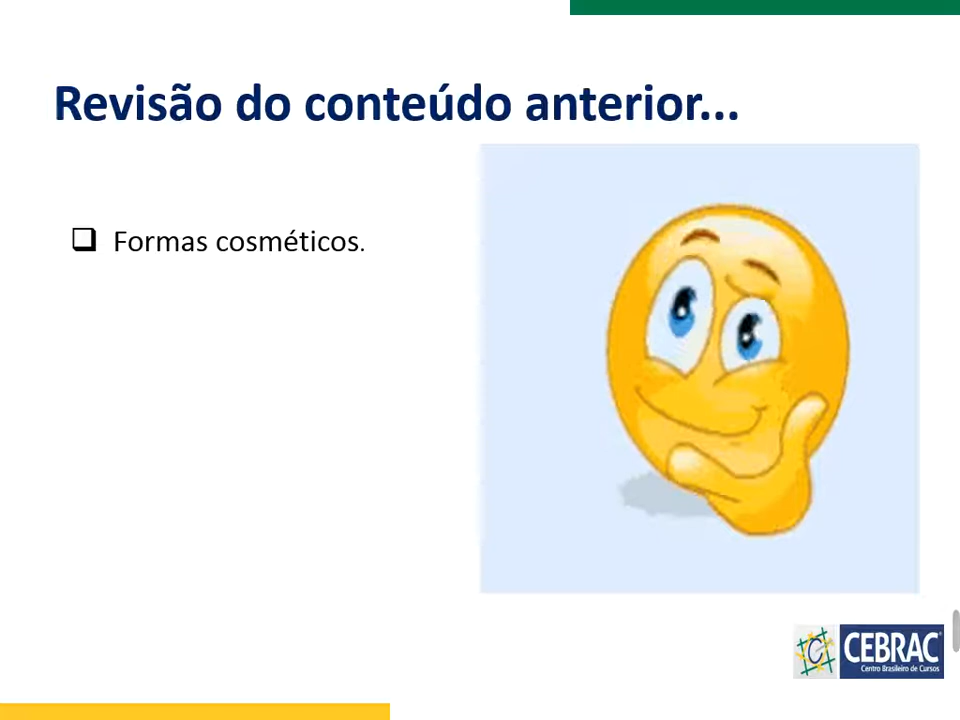 Revisão do conteúdo anterior...
Formas cosméticos.
CEBRAC
Centro Brasileiro de Cursos